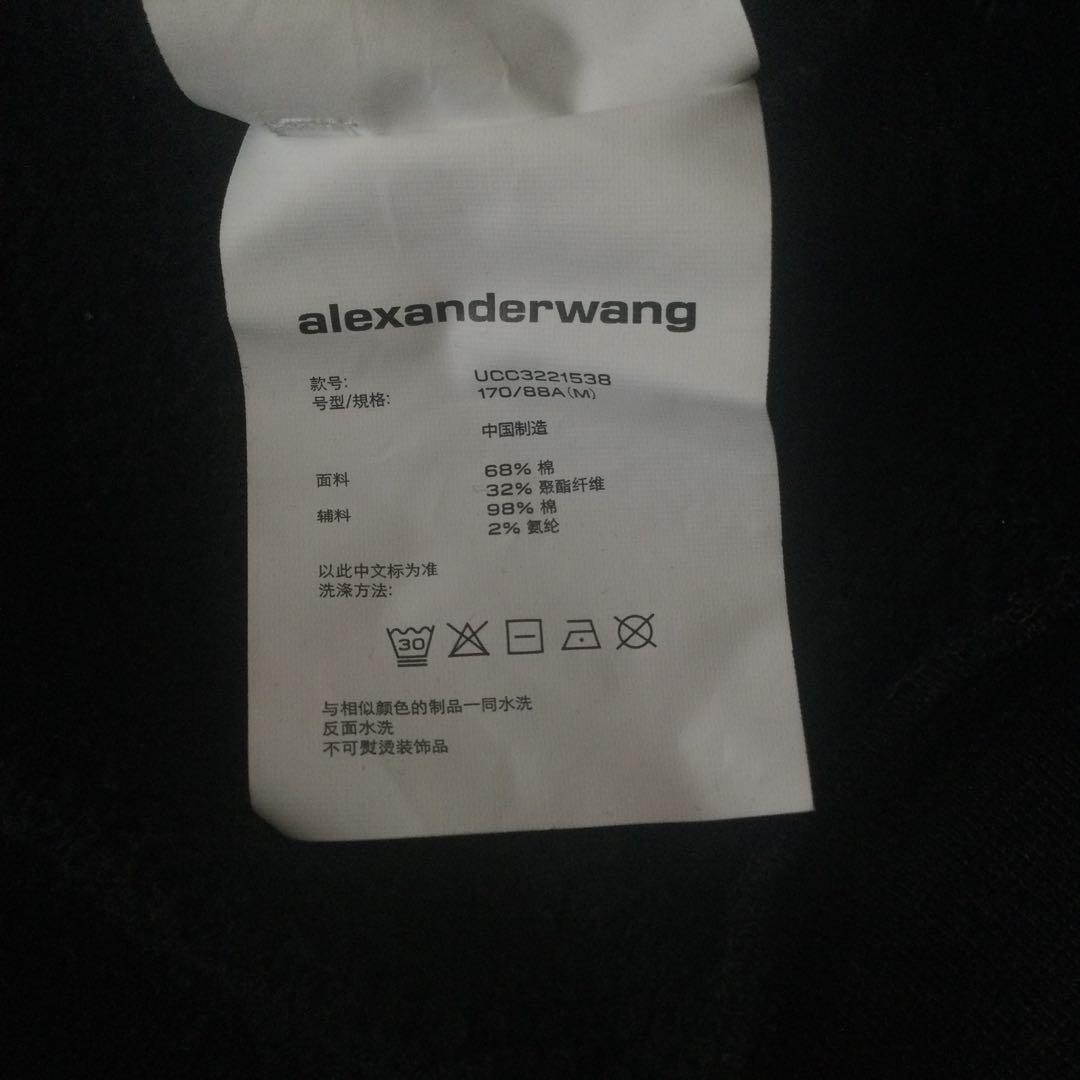 alexanderwang
款号: UCC3221538
号型/規格: 170/88A(M)
中国制造
面料 68% 棉
32% 聚酯纤维
辅料 98% 棉
2% 氨纶
以此中文标为准
洗涤方法:
30
与相似颜色的制品一同水洗
反面水洗
不可熨烫装饰品